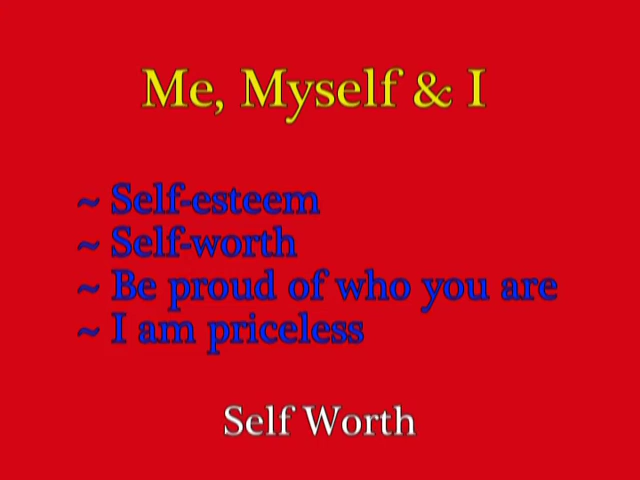 Me, Myself & I
~ Self-esteem
~ Self-worth
~ Be proud of who you are
~ I am priceless
Self Worth